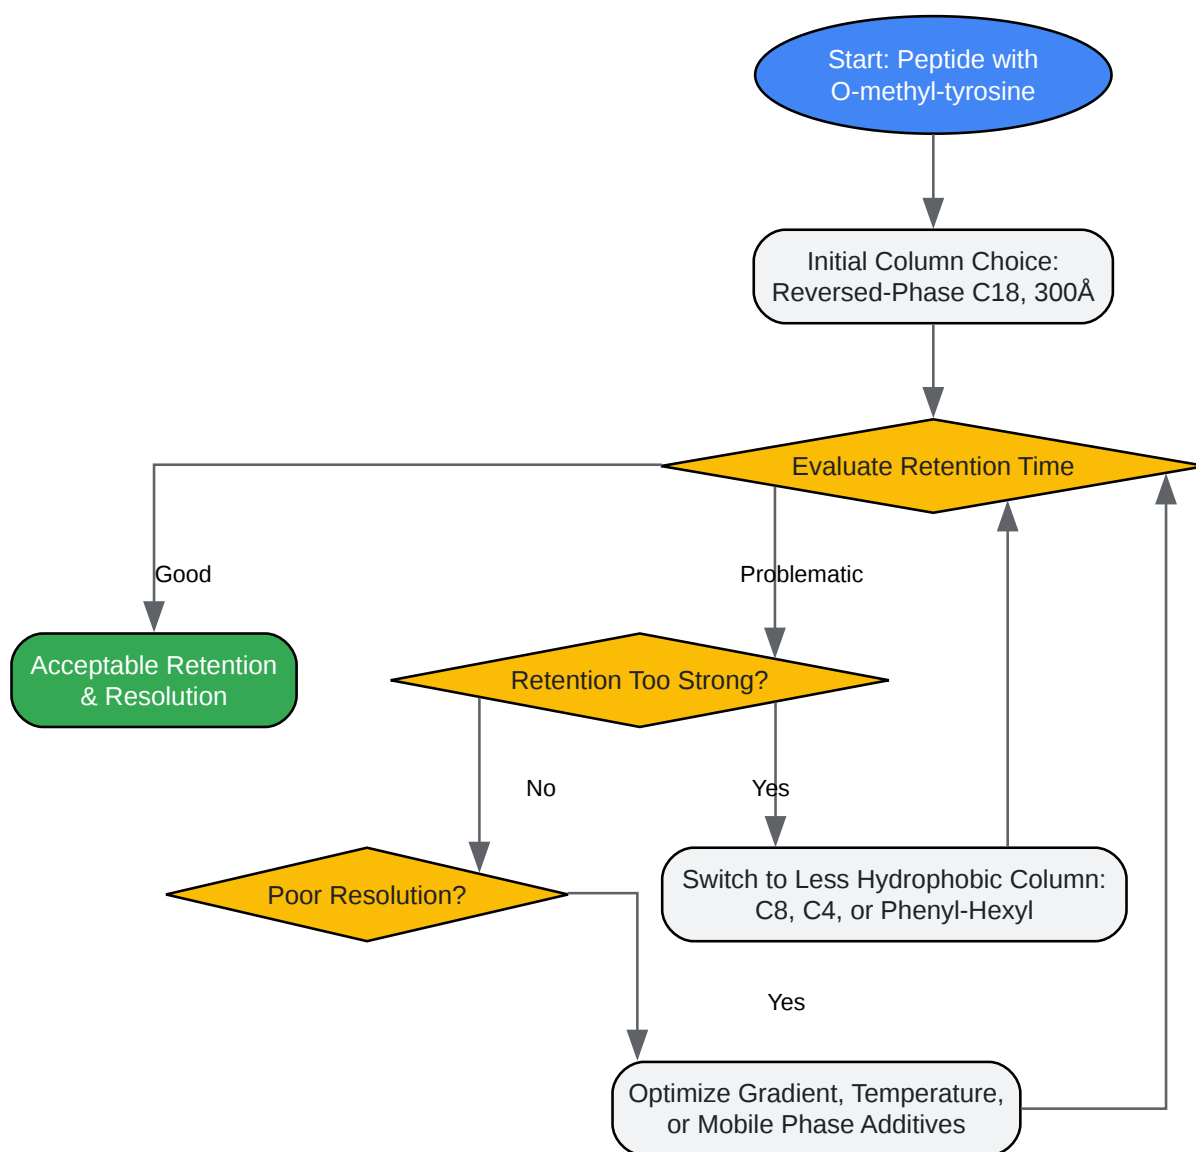 Start: Peptide with
O-methyl-tyrosine
Initial Column Choice:
Reversed-Phase C18, 300Å
Evaluate Retention Time
Good
Problematic
Acceptable Retention
& Resolution
Retention Too Strong?
No
Yes
Poor Resolution?
Switch to Less Hydrophobic Column:
C8, C4, or Phenyl-Hexyl
Yes
Optimize Gradient, Temperature,
or Mobile Phase Additives